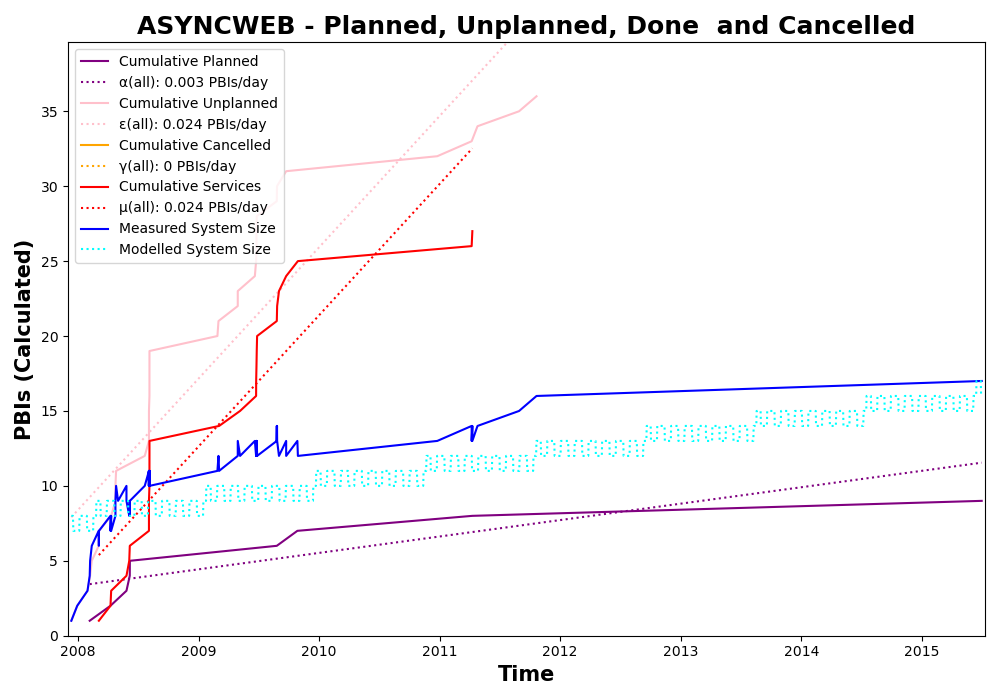 ASYNCWEB - Planned, Unplanned, Done  and Cancelled
Cumulative Planned
α(all): 0.003 PBIs/day
Cumulative Unplanned
ε(all): 0.024 PBIs/day
Cumulative Cancelled
γ(all): 0 PBIs/day
Cumulative Services
μ(all): 0.024 PBIs/day
Measured System Size
Modelled System Size
PBIs (Calculated)
35
30
25
20
15
10
5
0
2008 2009 2010 2011 2012 2013 2014 2015
Time